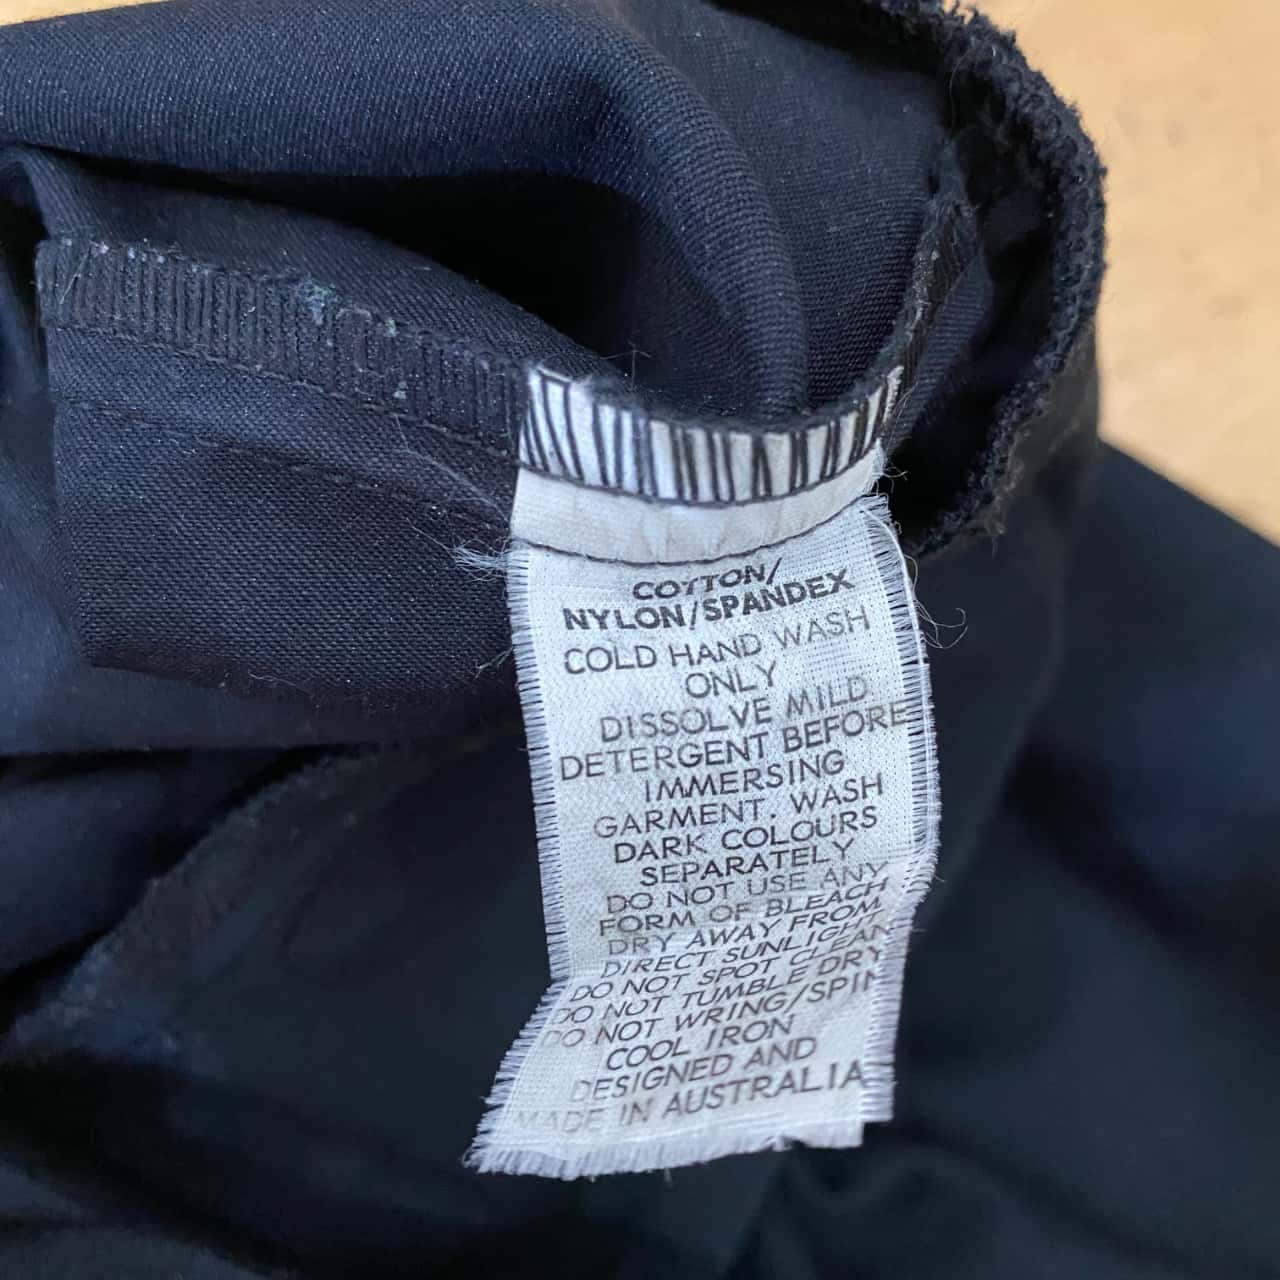 COTTON/
NYLON/SPANDEX
COLD HAND WASH
ONLY
DISSOLVE MILD
DETERGENT BEFORE
IMMERSING
GARMENT. WASH
DARK COLOURS
SEPARATELY
DO NOT USE ANY
FORM OF BLEACH
DRY AWAY FROM
DIRECT SUNLIGHT
DO NOT SPOT CLEAN
DO NOT TUMBLE DRY
DO NOT WRING/SPIN
COOL IRON
DESIGNED AND
MADE IN AUSTRALIA